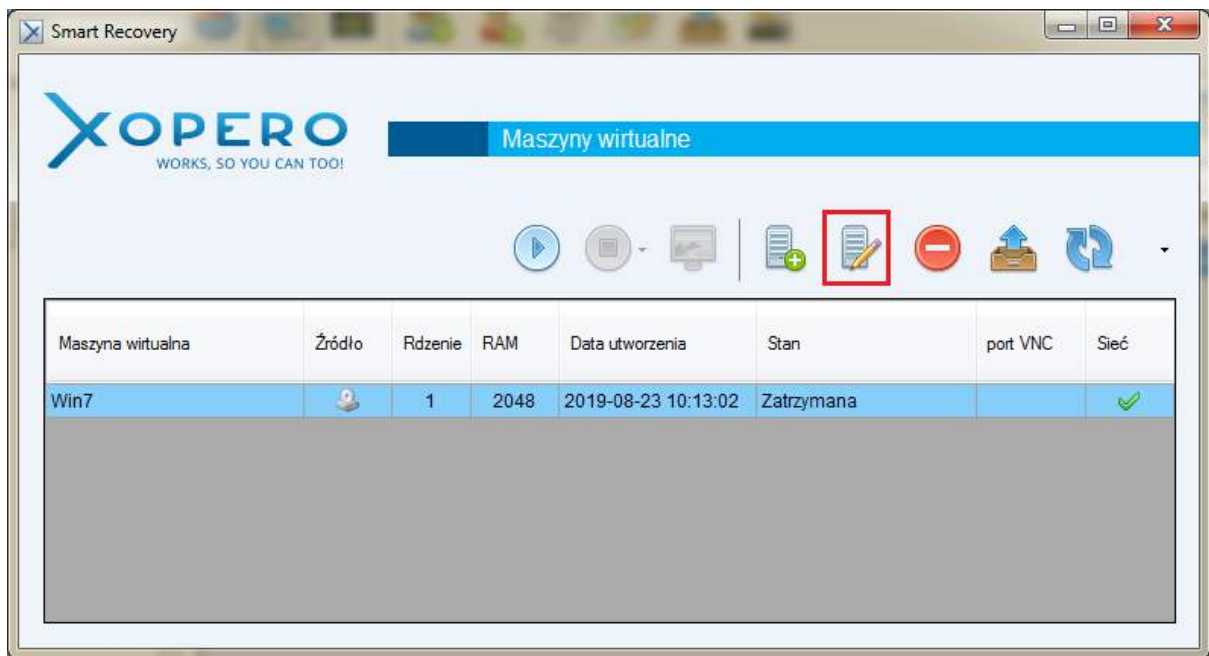 Smart Recovery
XOPERO
WORKS, SO YOU CAN TOO!
Maszyny wirtualne
Maszyna wirtualna Źródło Rdzenie RAM Data utworzenia Stan port VNC Sieć
Win7 1 2048 2019-08-23 10:13:02 Zatrzymana